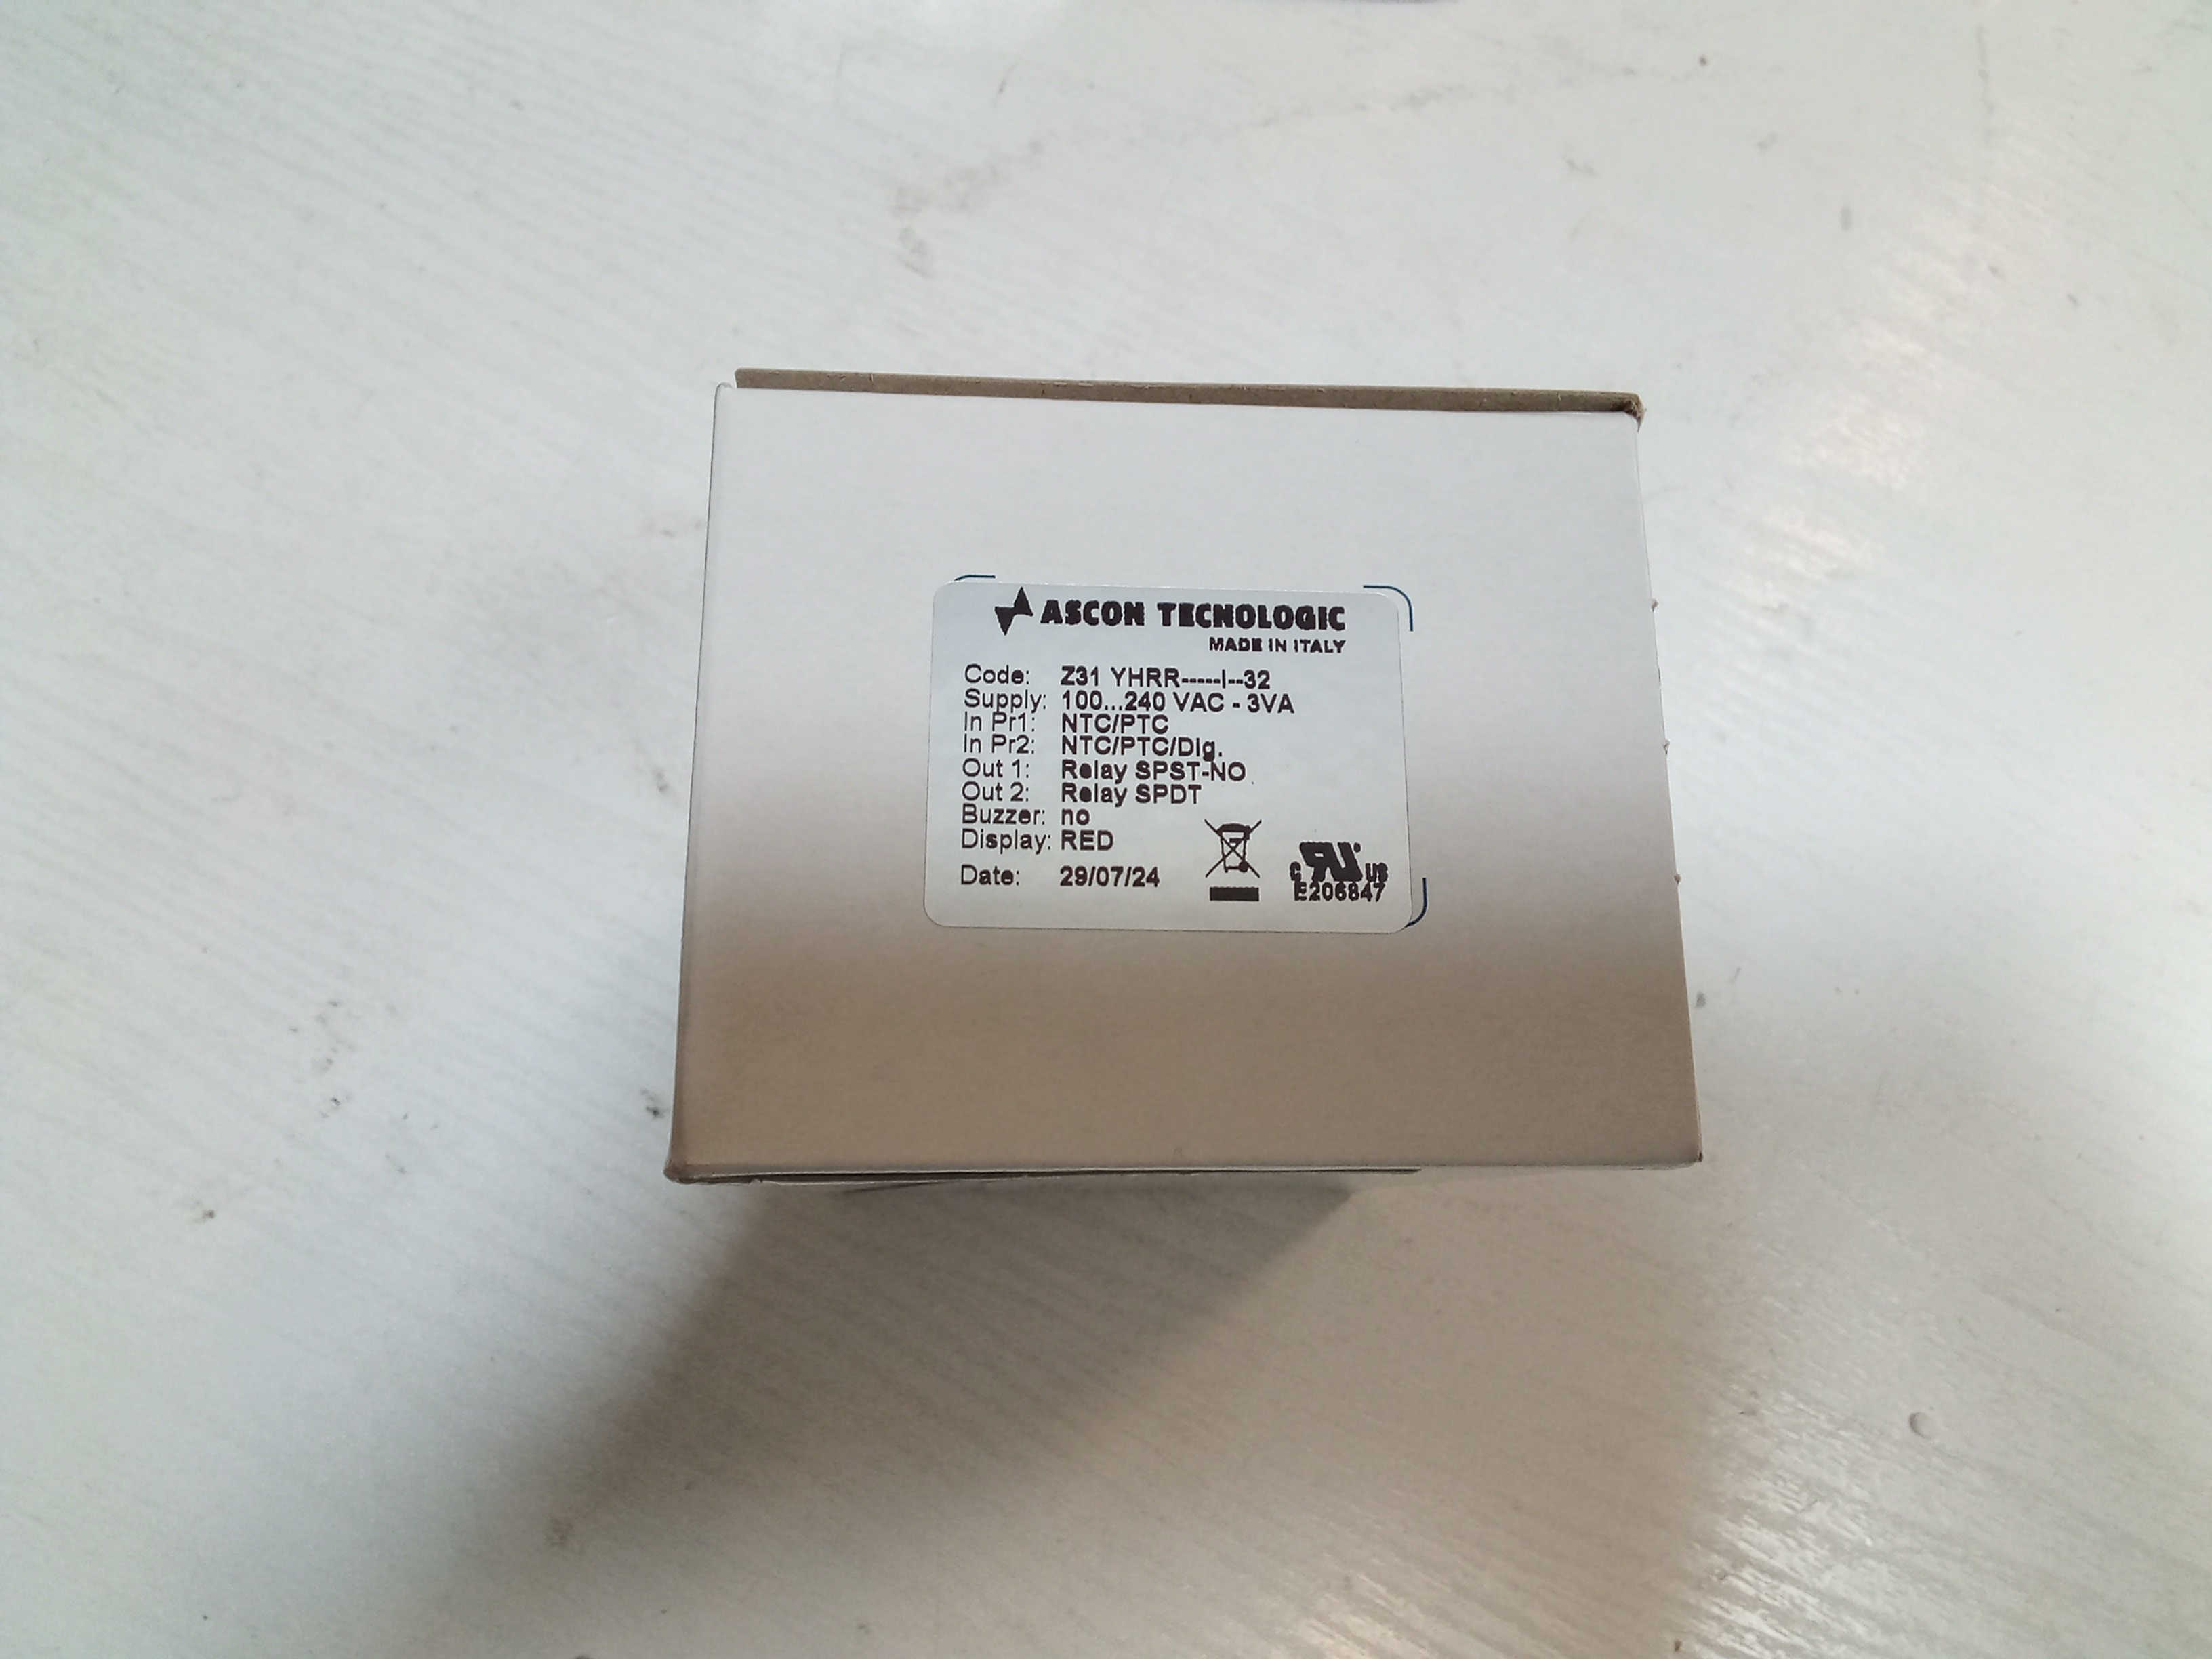 ASCON TECNOLOGIC
MADE IN ITALY
Code: Z31 YHRR-----I--32
Supply: 100...240 VAC - 3VA
In Pr1: NTC/PTC
In Pr2: NTC/PTC/Dig.
Out 1: Relay SPST-NO
Out 2: Relay SPDT
Buzzer: no
Display: RED
Date: 29/07/24
c RU us
E206847